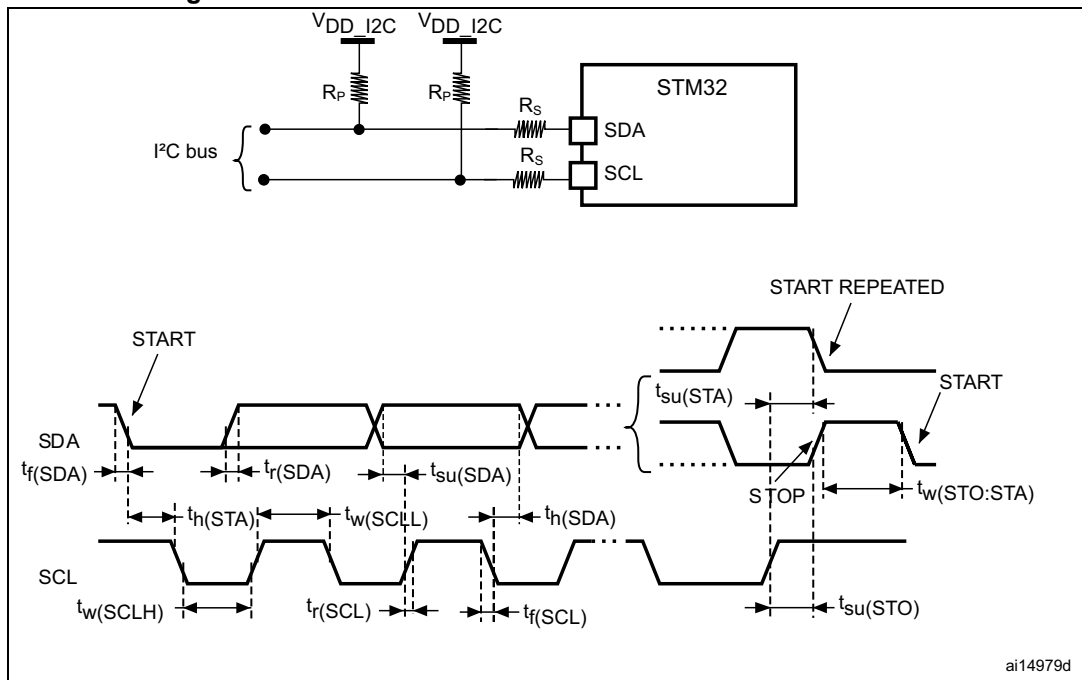 VDD_I2C VDD_I2C
RP RP
STM32
RS
SDA
I²C bus
RS
SCL
START REPEATED
START
tsu(STA)
START
SDA
tf(SDA)
tr(SDA)
tsu(SDA)
STOP
tw(STO:STA)
th(STA)
tw(SCLL)
th(SDA)
SCL
tw(SCLH)
tr(SCL)
tf(SCL)
tsu(STO)
ai14979d